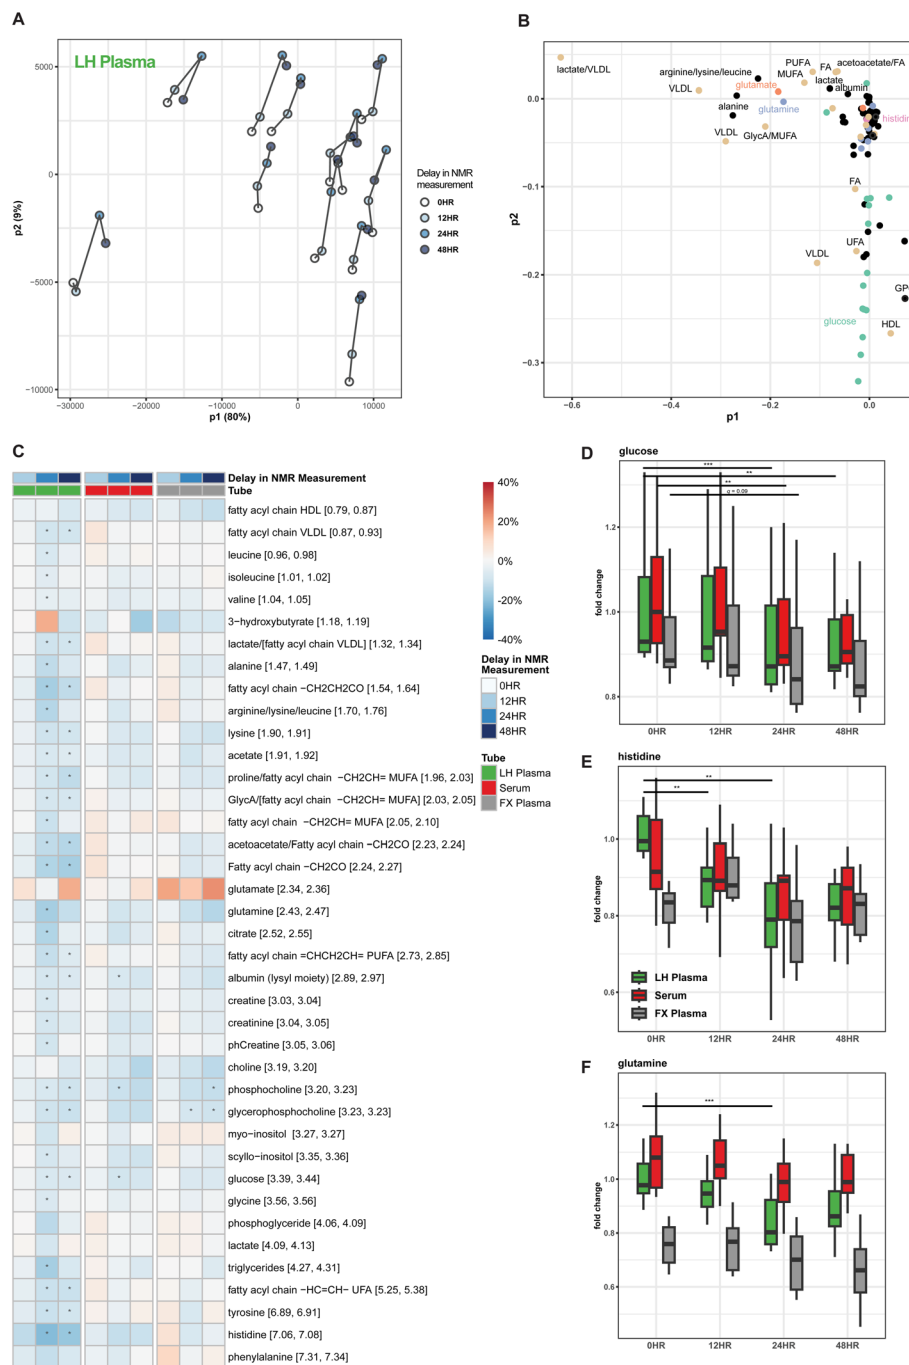 A
LH Plasma
5000
0
−5000
−10000
−30000
−20000
−10000
0
10000
p2 (9%)
p1 (80%)
Delay in NMR
measurement
0HR
12HR
24HR
48HR
B
lactate/VLDL
arginine/lysine/leucine
PUFA
FA
acetoacetate/FA
MUFA
lactate
glutamate
albumin
VLDL
alanine
glutamine
histidin
GlycA/MUFA
VLDL
FA
UFA
VLDL
GP
glucose
HDL
0.0
−0.1
−0.2
−0.3
−0.6
−0.4
−0.2
0.0
p2
p1
C
Delay in NMR Measurement
Tube
fatty acyl chain HDL [0.79, 0.87]
fatty acyl chain VLDL [0.87, 0.93]
leucine [0.96, 0.98]
isoleucine [1.01, 1.02]
valine [1.04, 1.05]
3−hydroxybutyrate [1.18, 1.19]
lactate/[fatty acyl chain VLDL] [1.32, 1.34]
alanine [1.47, 1.49]
fatty acyl chain −CH2CH2CO [1.54, 1.64]
arginine/lysine/leucine [1.70, 1.76]
lysine [1.90, 1.91]
acetate [1.91, 1.92]
proline/fatty acyl chain −CH2CH= MUFA [1.96, 2.03]
GlycA/[fatty acyl chain −CH2CH= MUFA] [2.03, 2.05]
fatty acyl chain −CH2CH= MUFA [2.05, 2.10]
acetoacetate/Fatty acyl chain −CH2CO [2.23, 2.24]
Fatty acyl chain −CH2CO [2.24, 2.27]
glutamate [2.34, 2.36]
glutamine [2.43, 2.47]
citrate [2.52, 2.55]
fatty acyl chain =CHCH2CH= PUFA [2.73, 2.85]
albumin (lysyl moiety) [2.89, 2.97]
creatine [3.03, 3.04]
creatinine [3.04, 3.05]
phCreatine [3.05, 3.06]
choline [3.19, 3.20]
phosphocholine [3.20, 3.23]
glycerophosphocholine [3.23, 3.23]
myo−inositol [3.27, 3.27]
scyllo−inositol [3.35, 3.36]
glucose [3.39, 3.44]
glycine [3.56, 3.56]
phosphoglyceride [4.06, 4.09]
lactate [4.09, 4.13]
triglycerides [4.27, 4.31]
fatty acyl chain −HC=CH− UFA [5.25, 5.38]
tyrosine [6.89, 6.91]
histidine [7.06, 7.08]
phenylalanine [7.31, 7.34]
40%
20%
0%
−20%
−40%
Delay in NMR
Measurement
0HR
12HR
24HR
48HR
Tube
LH Plasma
Serum
FX Plasma
D
glucose
***
**
**
q = 0.09
1.2
1.0
0.8
fold change
0HR
12HR
24HR
48HR
E
histidine
**
**
1.0
0.8
0.6
fold change
LH Plasma
Serum
FX Plasma
0HR
12HR
24HR
48HR
F
glutamine
***
1.2
1.0
0.8
0.6
fold change
0HR
12HR
24HR
48HR